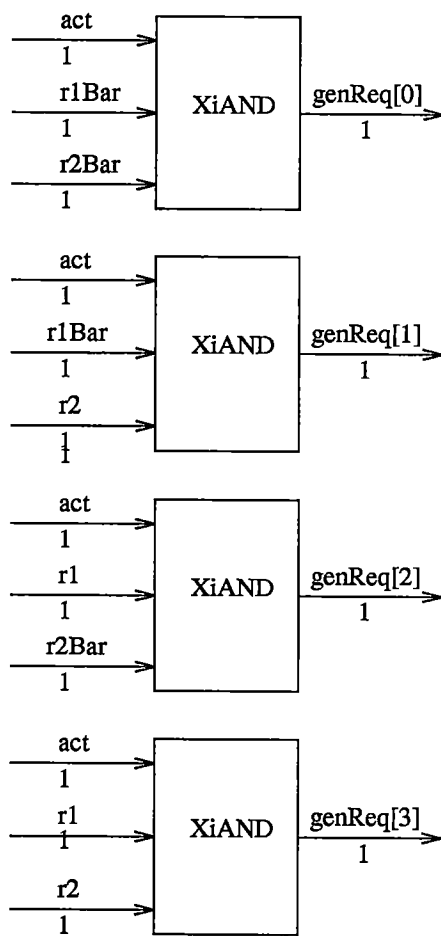 act
1
r1Bar
1
XiAND
genReq[0]
1
r2Bar
1
act
1
r1Bar
1
XiAND
genReq[1]
1
r2
1
1
act
1
r1
1
XiAND
genReq[2]
1
r2Bar
1
act
1
r1
1
XiAND
genReq[3]
1
r2
1